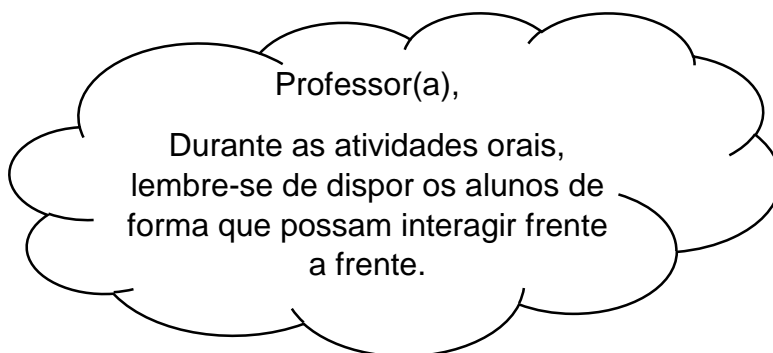 Professor(a),
Durante as atividades orais,
lembre-se de dispor os alunos de
forma que possam interagir frente
a frente.